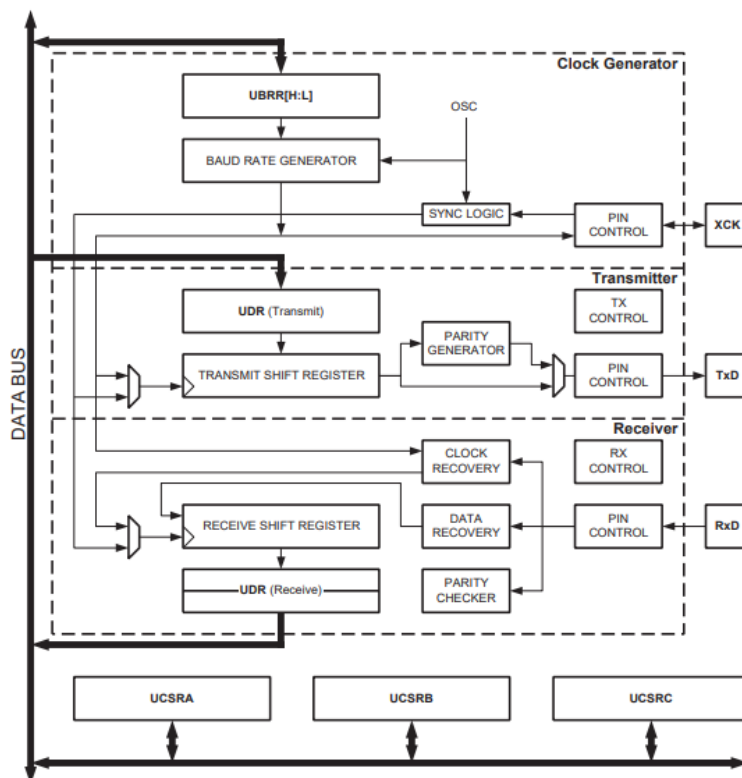 Clock Generator
UBRR[H:L]
OSC
BAUD RATE GENERATOR
SYNC LOGIC
PIN
CONTROL
XCK
Transmitter
UDR (Transmit)
TX
CONTROL
PARITY
GENERATOR
TRANSMIT SHIFT REGISTER
PIN
CONTROL
TxD
DATA BUS
Receiver
CLOCK
RECOVERY
RX
CONTROL
RECEIVE SHIFT REGISTER
DATA
RECOVERY
PIN
CONTROL
RxD
UDR (Receive)
PARITY
CHECKER
UCSRA
UCSRB
UCSRC